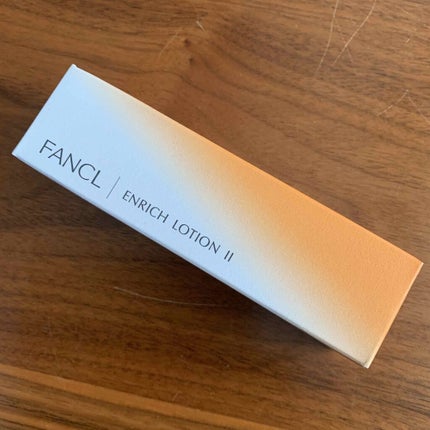 FANCL | ENRICH LOTION II